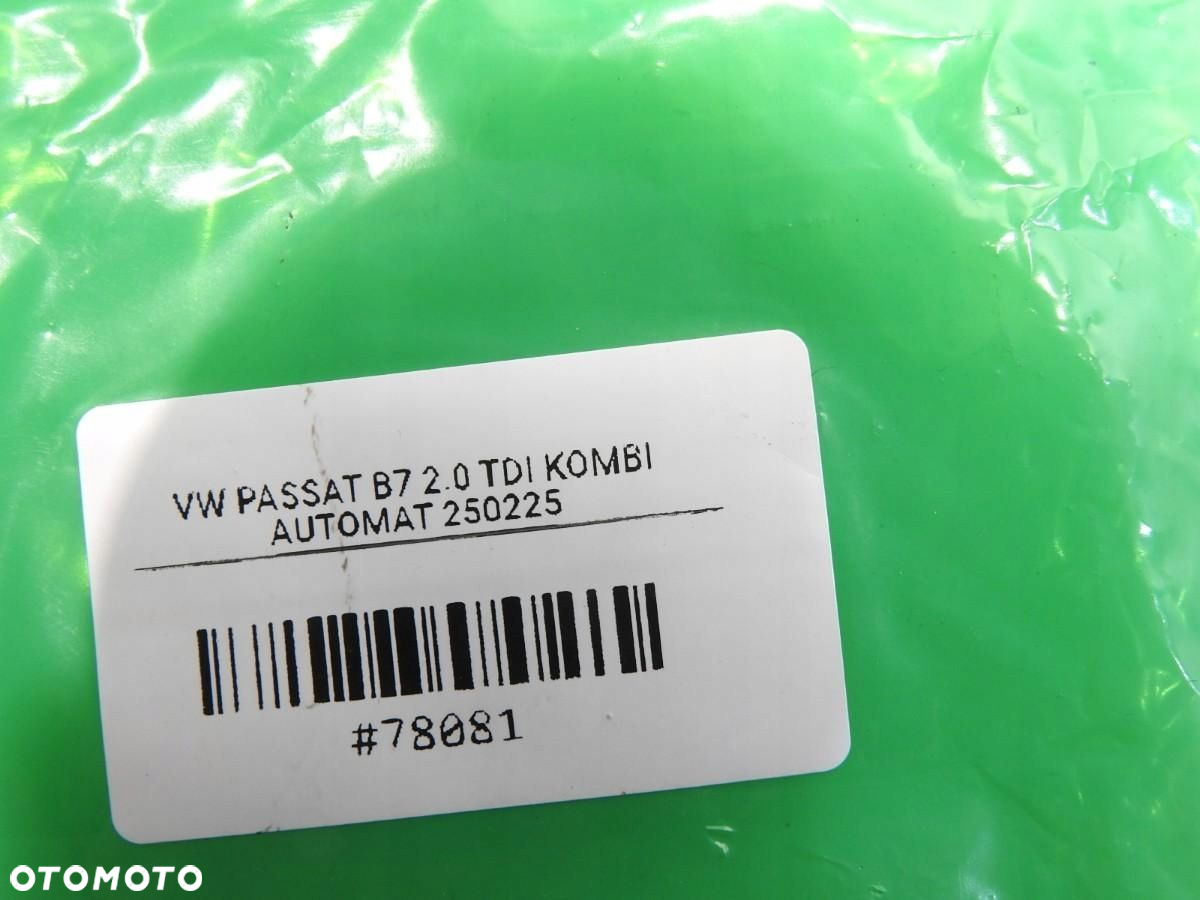 VW PASSAT B7 2.0 TDI KOMBI
AUTOMAT 250225
#78081
OTOMOTO